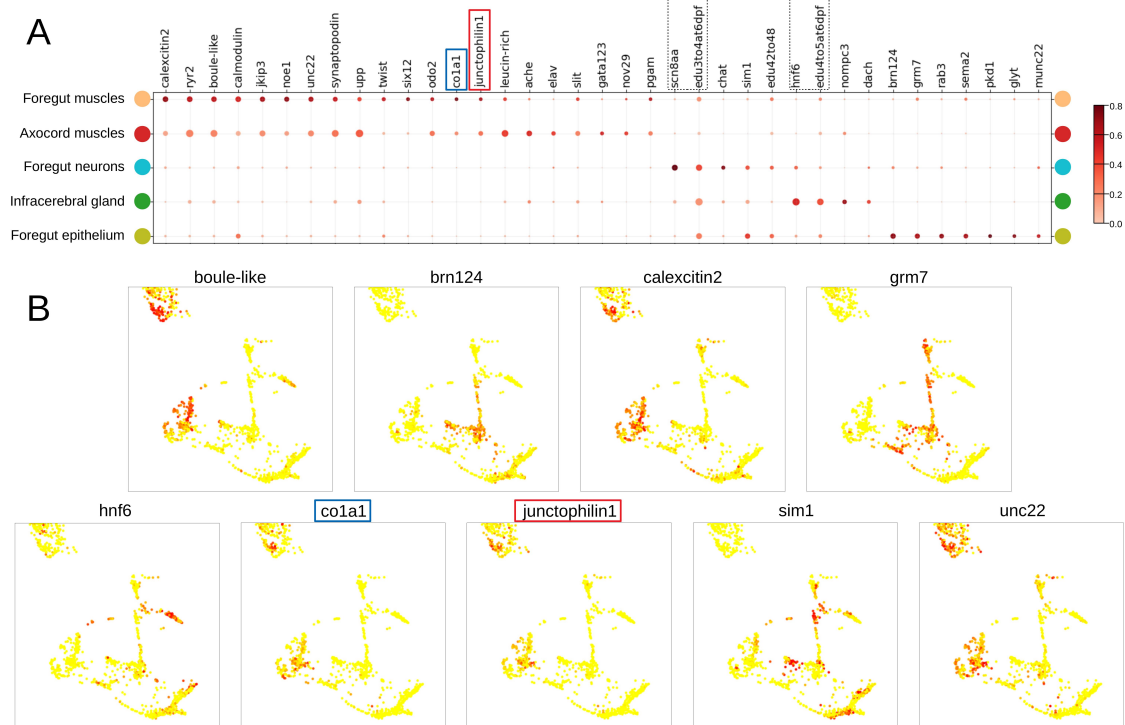 A
calexcitin2
ryr2
boule-like
calmodulin
jkip3
noe1
unc22
synaptopodin
upp
twist
six12
odo2
co1a1
junctophilin1
leucin-rich
ache
elav
slit
gata123
nov29
pgam
scn8aa
edu3to4at6dpf
chat
sim1
edu42to48
hnf6
edu4to5at6dpf
nompc3
dach
brn124
grm7
rab3
sema2
pkd1
glyt
munc22
Foregut muscles
Axocord muscles
Foregut neurons
Infracerebral gland
Foregut epithelium
0.8
0.6
0.4
0.2
0.0
B
boule-like brn124 calexcitin2 grm7
hnf6 co1a1 junctophilin1 sim1 unc22